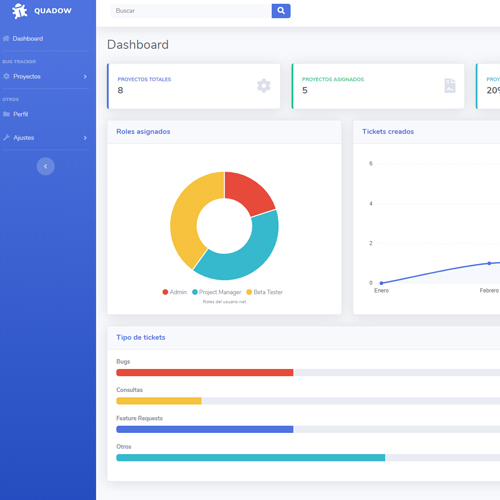 QUADOW
Buscar
Dashboard
BUG TRACKER
Proyectos
OTROS
Perfil
Ajustes
Dashboard
PROYECTOS TOTALES
8
PROYECTOS ASIGNADOS
5
PROY
20%
Roles asignados
Admin Project Manager Beta Tester
Roles del usuario net
Tickets creados
6
4
2
0
Enero
Febrero
Tipo de tickets
Bugs
Consultas
Feature Requests
Otros